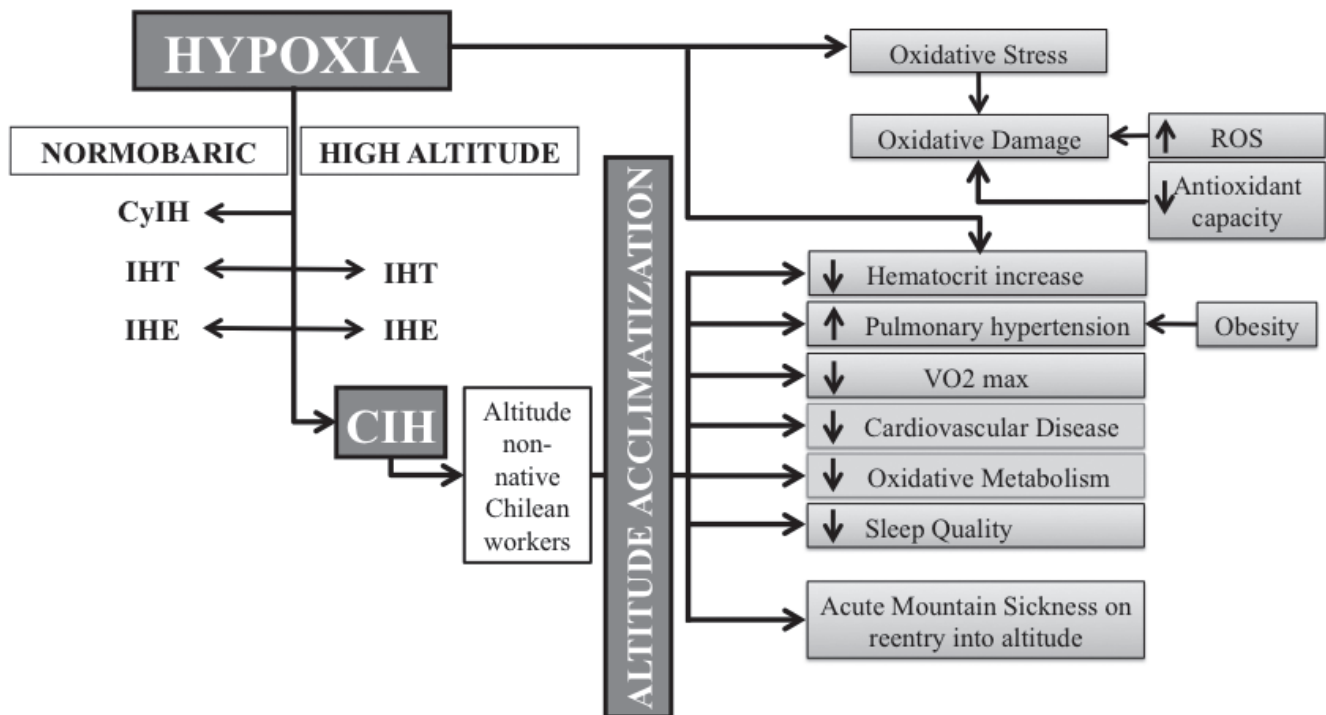 HYPOXIA
Oxidative Stress
Oxidative Damage
ROS
Antioxidant
capacity
NORMOBARIC
HIGH ALTITUDE
CyIH
IHT
IHT
IHE
IHE
CIH
Altitude
non-
native
Chilean
workers
ALTITUDE ACCLIMATIZATION
Hematocrit increase
Pulmonary hypertension
Obesity
VO2 max
Cardiovascular Disease
Oxidative Metabolism
Sleep Quality
Acute Mountain Sickness on
reentry into altitude